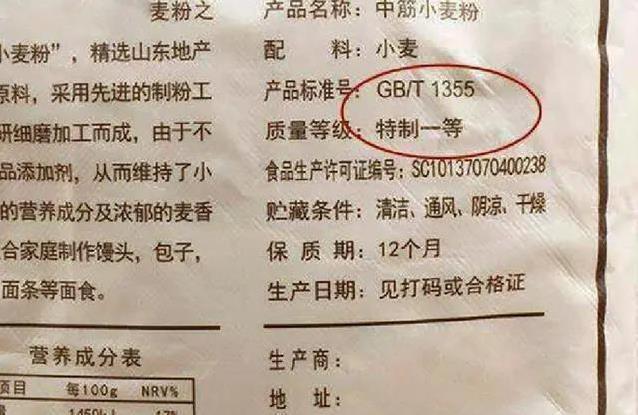 麦粉之
小麦粉”，精选山东地产
原料，采用先进的制粉工
研细磨加工而成，由于不
品添加剂，从而维持了小
的营养成分及浓郁的麦香
合家庭制作馒头，包子，
面条等面食。
产品名称：中筋小麦粉
配　　料：小麦
产品标准号：GB/T 1355
质量等级：特制一等
食品生产许可证编号：SC10137070400238
贮藏条件：清洁、通风、阴凉、干燥
保 质 期：12个月
生产日期：见打码或合格证
营养成分表
项目 每100g NRV%
17%
生产商：
地　址：